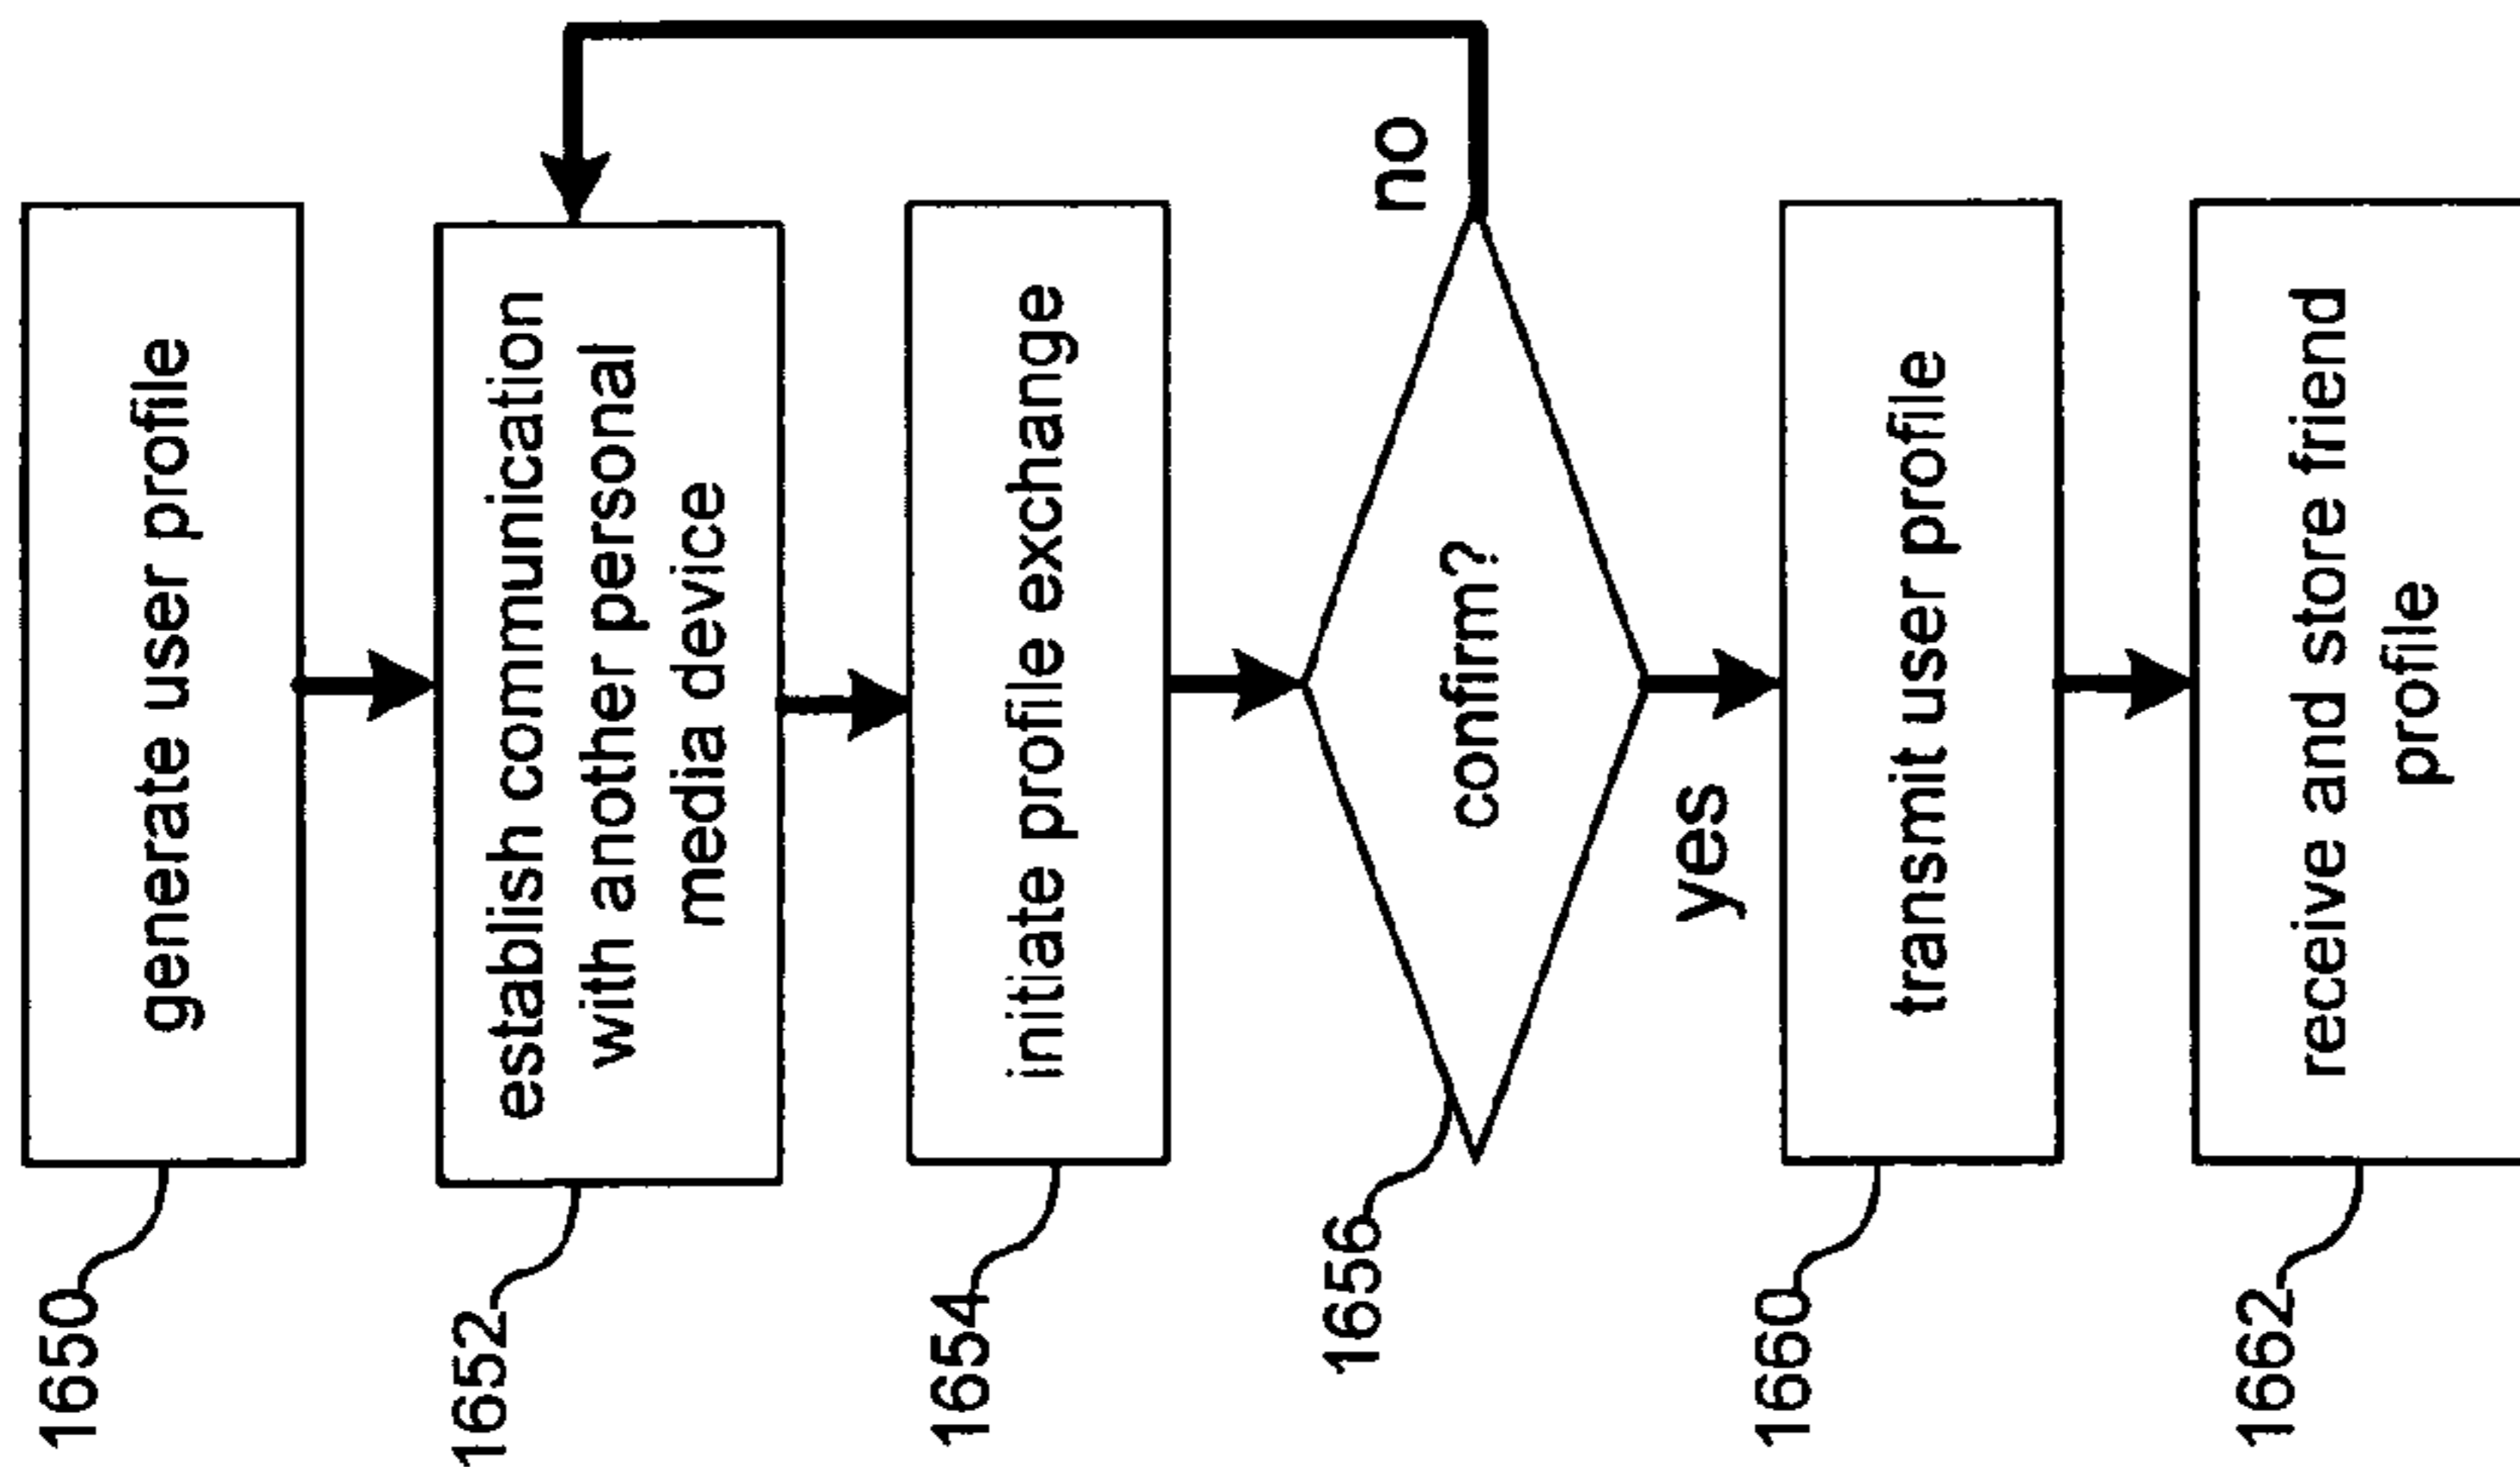 1650
generate user profile
1652
establish communication
with another personal
media device
1654
initiate profile exchange
1656
confirm?
no
yes
1660
transmit user profile
1662
receive and store friend
profile